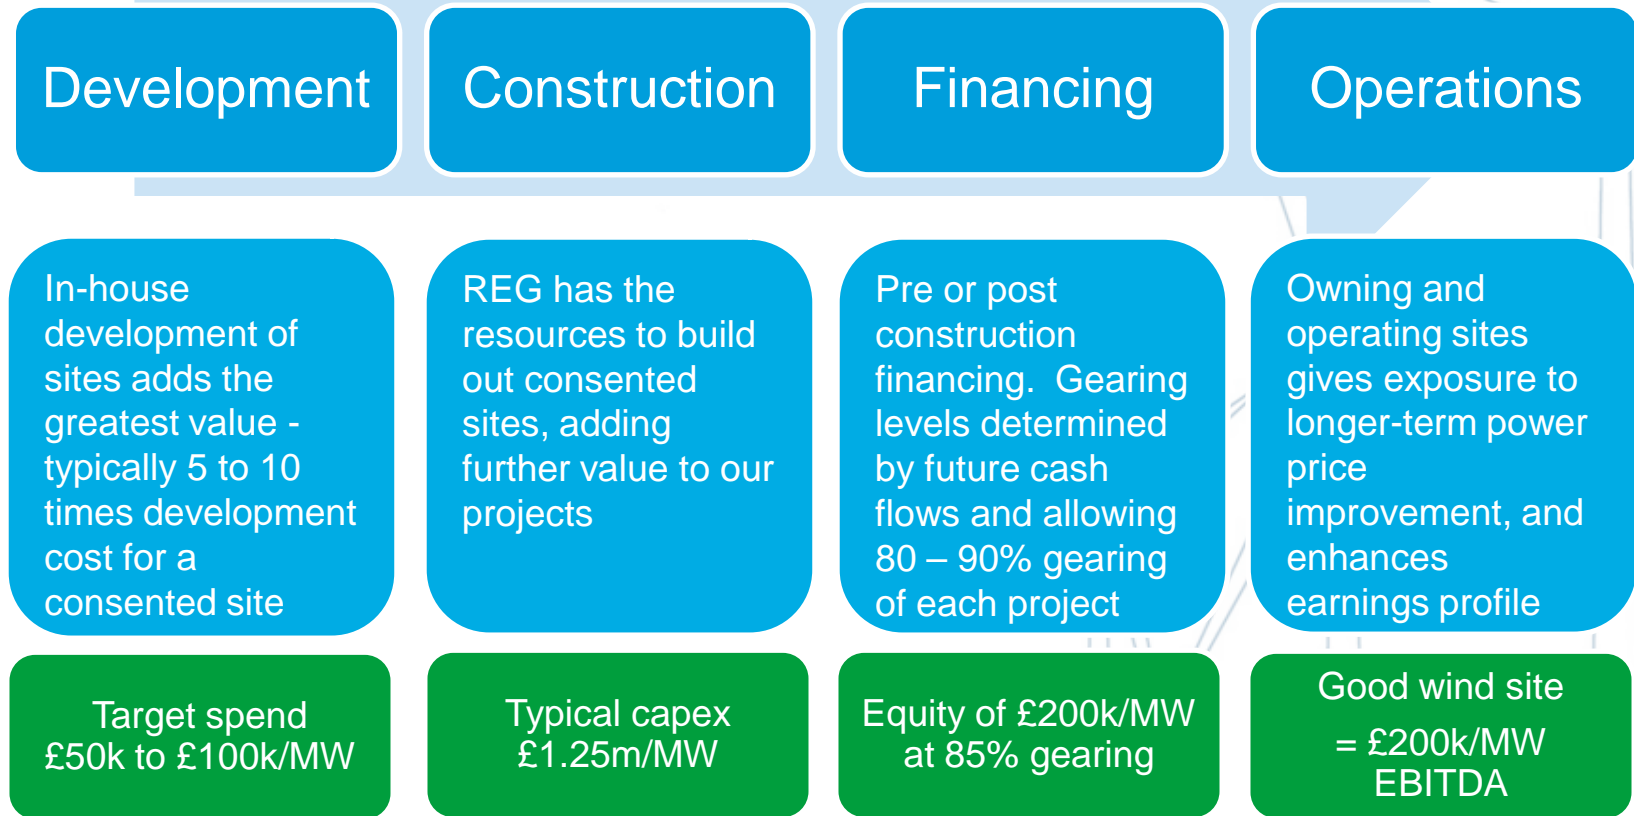 Development
Construction
Financing
Operations
In-house
development of
sites adds the
greatest value -
typically 5 to 10
times development
cost for a
consented site
REG has the
resources to build
out consented
sites, adding
further value to our
projects
Pre or post
construction
financing.  Gearing
levels determined
by future cash
flows and allowing
80 – 90% gearing
of each project
Owning and
operating sites
gives exposure to
longer-term power
price
improvement, and
enhances
earnings profile
Target spend
£50k to £100k/MW
Typical capex
£1.25m/MW
Equity of £200k/MW
at 85% gearing
Good wind site
= £200k/MW
EBITDA